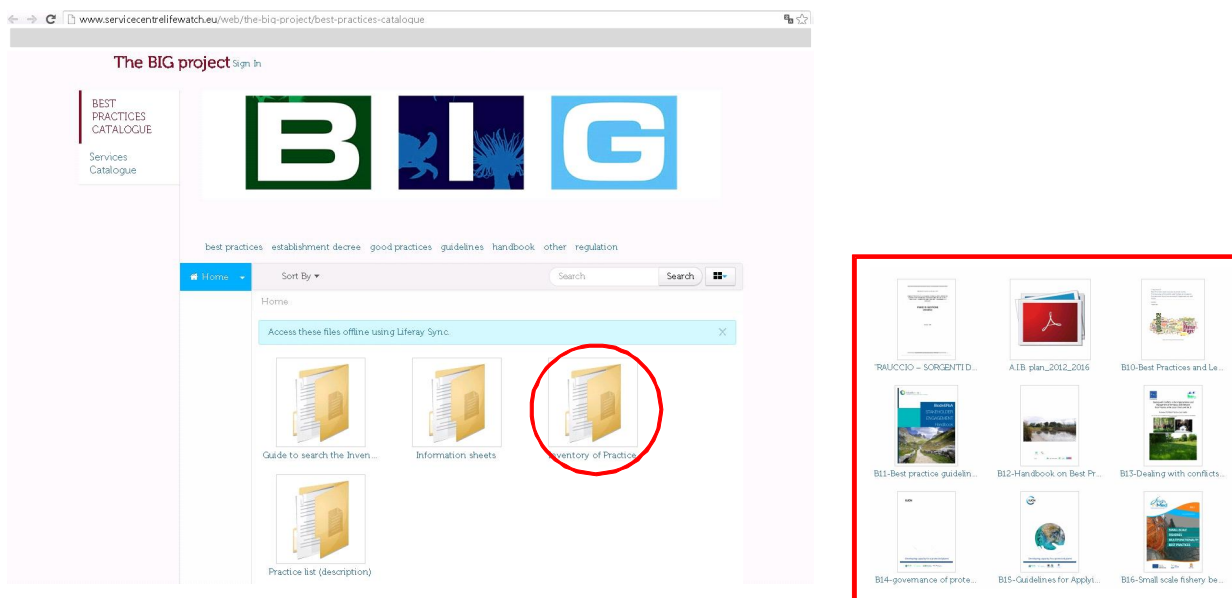 www.servicecentrelifewatch.eu/web/the-big-project/best-practices-catalogue
The BIG project Sign In
BEST
PRACTICES
CATALOGUE
Services
Catalogue
B I G
best practices establishment decree good practices guidelines handbook other regulation
Home Sort By Search Search
Home
Access these files offline using Liferay Sync. X
Guide to search the Inven... Information sheets Inventory of Practice
Practice list (description)
"RAUCCIO – SORGENTI D... A.I.B. plan_2012_2016 B10-Best Practices and Le...
B11-Best practice guidelin... B12-Handbook on Best Pr... B13-Dealing with conflicts...
B14-governance of prote... B15-Guidelines for Applyi... B16-Small scale fishery be...